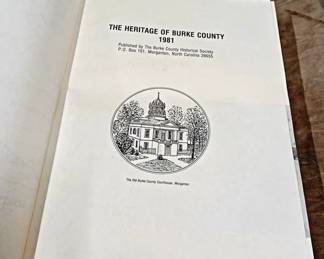 THE HERITAGE OF BURKE COUNTY
1981
Published by The Burke County Historical Society
P.O. Box 151, Morganton, North Carolina 28655
The Old Burke County Courthouse, Morganton